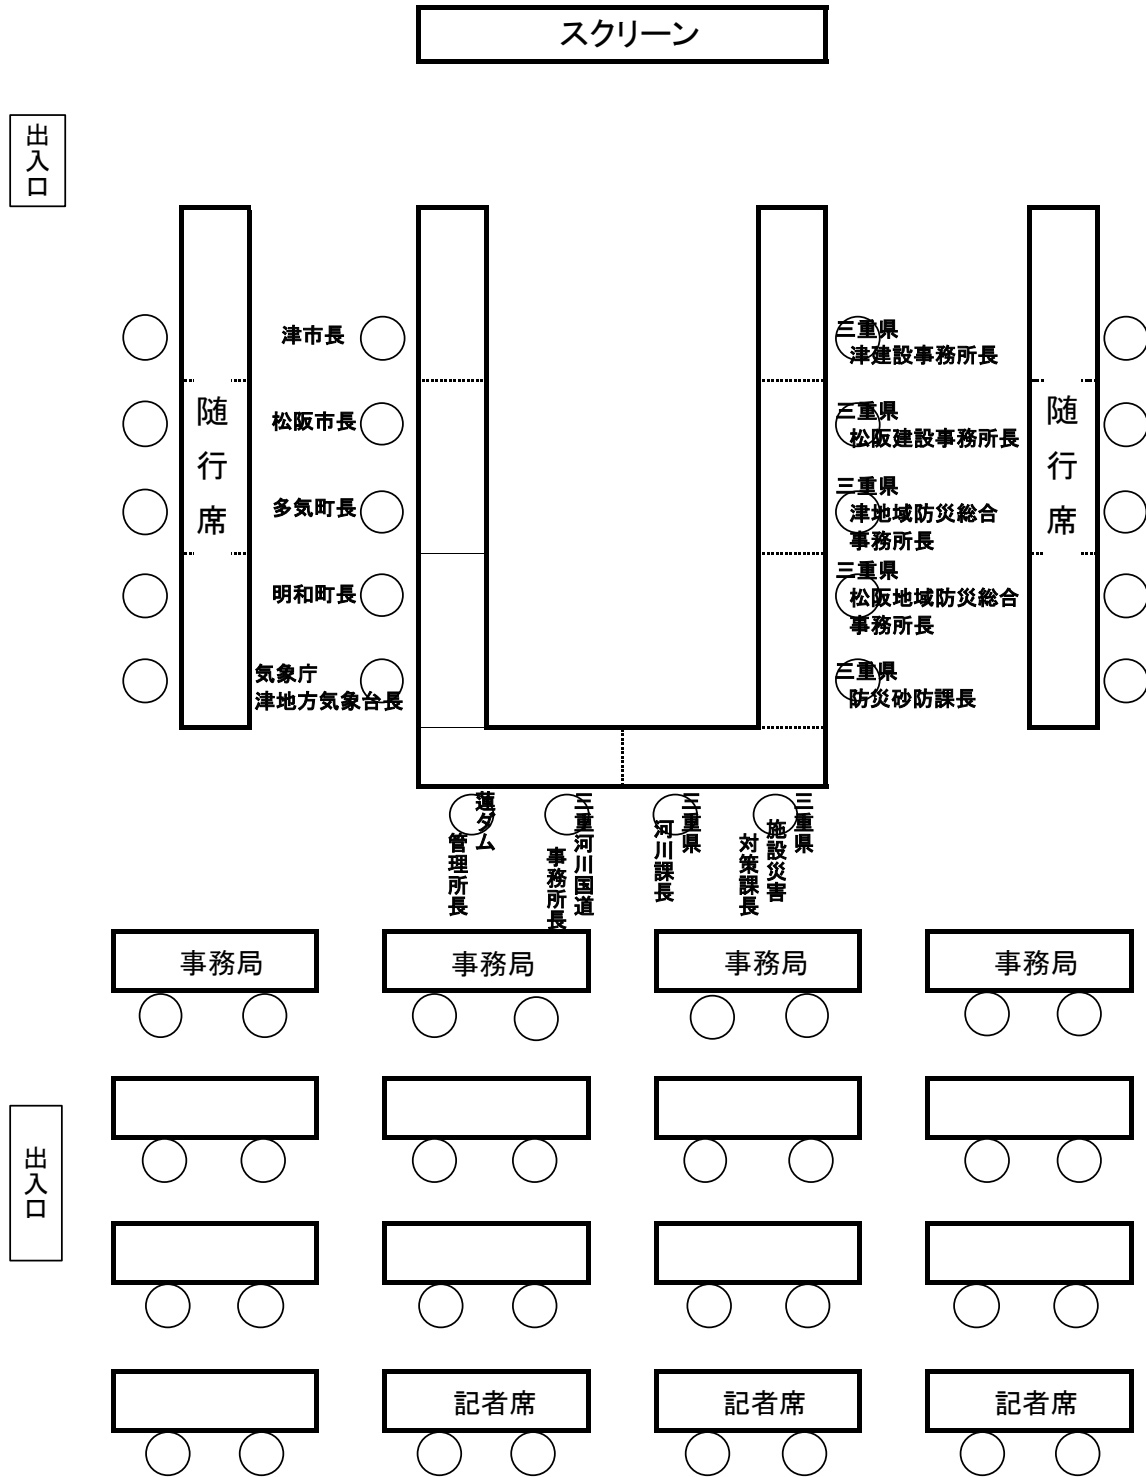 スクリーン
出入口
津市長
松阪市長
多気町長
明和町長
気象庁
津地方気象台長
随行席
三重県
津建設事務所長
三重県
松阪建設事務所長
三重県
津地域防災総合
事務所長
三重県
松阪地域防災総合
事務所長
三重県
防災砂防課長
随行席
蓮ダム
管理所長
三重河川国道
事務所長
三重県
河川課長
三重県
施設災害
対策課長
事務局
事務局
事務局
事務局
出入口
記者席
記者席
記者席